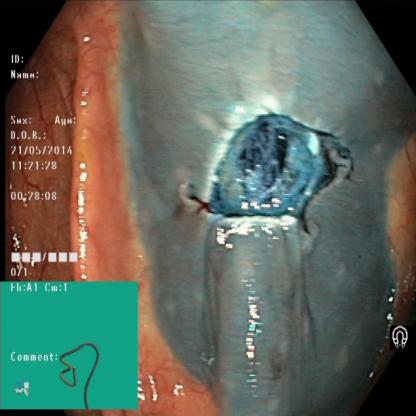 ID:
Name:
Sex: Age:
D.O.B.:
21/05/2014
11:21:28
00:28:08
0/1
Eh:A1 Cm:1
Comment: